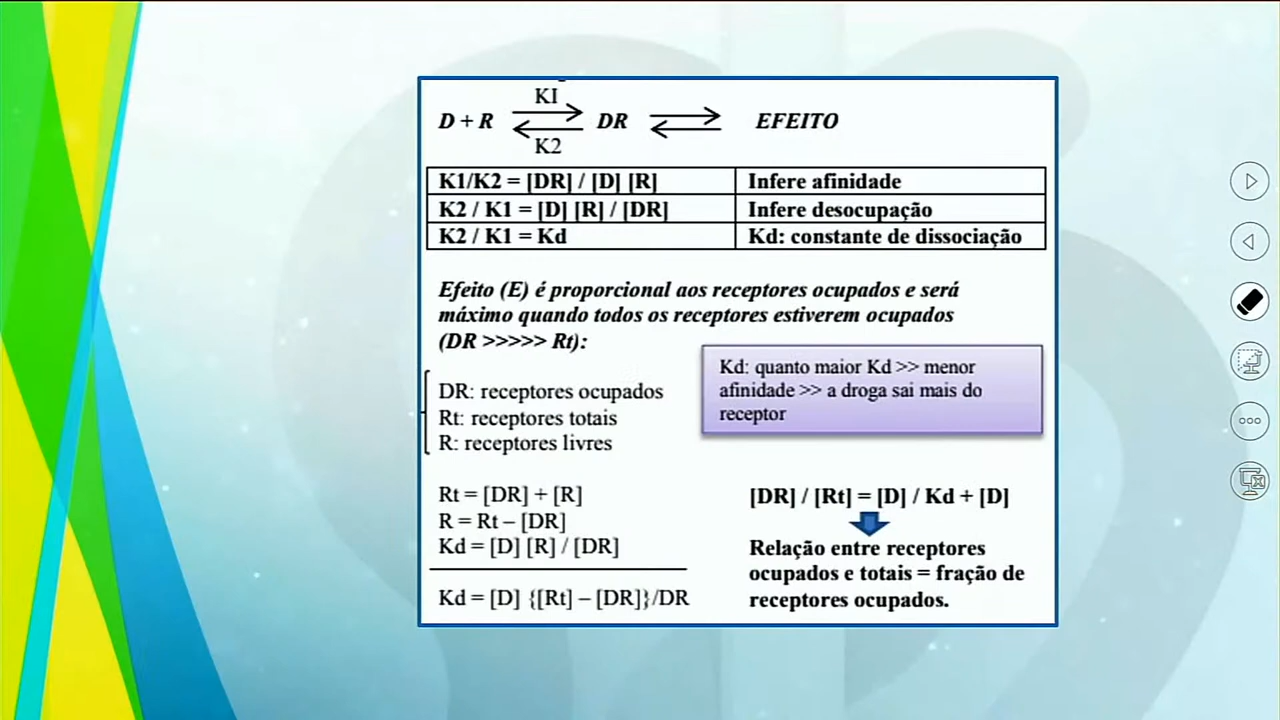 KI
D + R DR EFEITO
K2
K1/K2 = [DR] / [D] [R] Infere afinidade
K2 / K1 = [D] [R] / [DR] Infere desocupação
K2 / K1 = Kd Kd: constante de dissociação
Efeito (E) é proporcional aos receptores ocupados e será
máximo quando todos os receptores estiverem ocupados
(DR >>>>> Rt):
Kd: quanto maior Kd >> menor
afinidade >> a droga sai mais do
receptor
DR: receptores ocupados
Rt: receptores totais
R: receptores livres
Rt = [DR] + [R]
R = Rt – [DR]
Kd = [D] [R] / [DR]
Kd = [D] {[Rt] – [DR]}/DR
[DR] / [Rt] = [D] / Kd + [D]
Relação entre receptores
ocupados e totais = fração de
receptores ocupados.